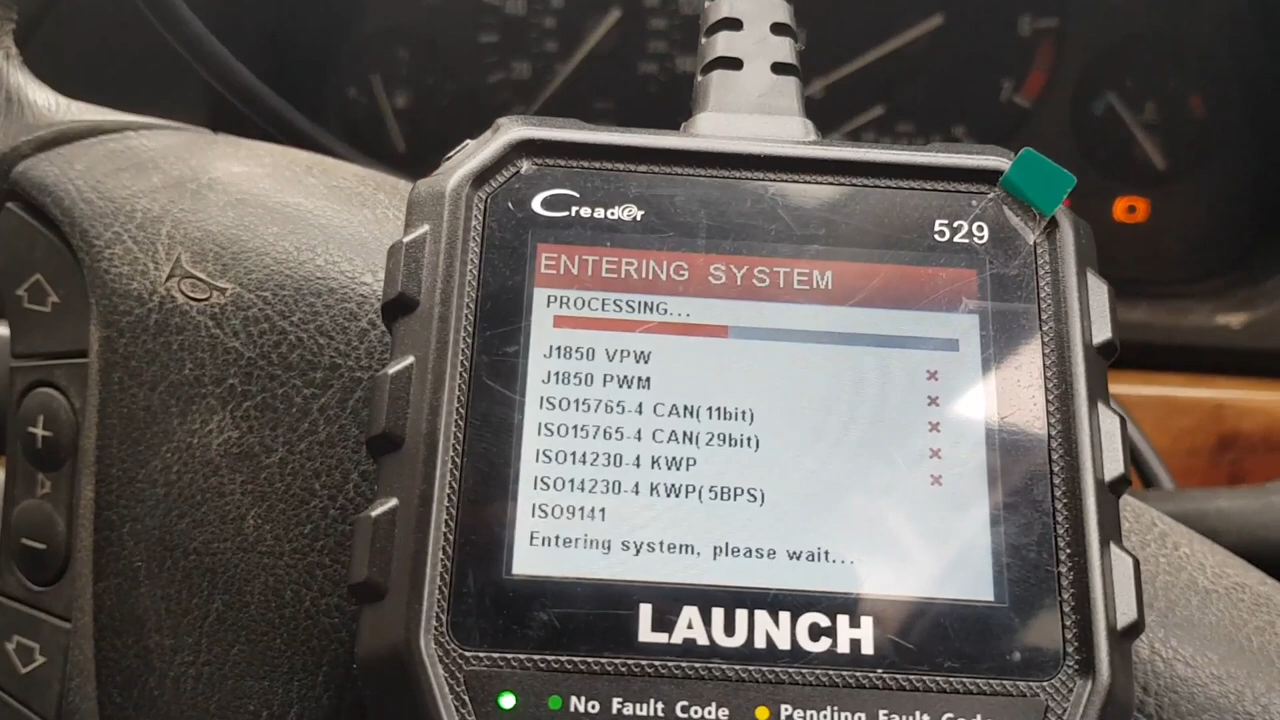 Creader
529
ENTERING SYSTEM
PROCESSING...
J1850 VPW
J1850 PWM
ISO15765-4 CAN(11bit)
ISO15765-4 CAN(29bit)
ISO14230-4 KWP
ISO14230-4 KWP(5BPS)
ISO9141
Entering system, please wait...
LAUNCH
No Fault Code
Pending Fault Code